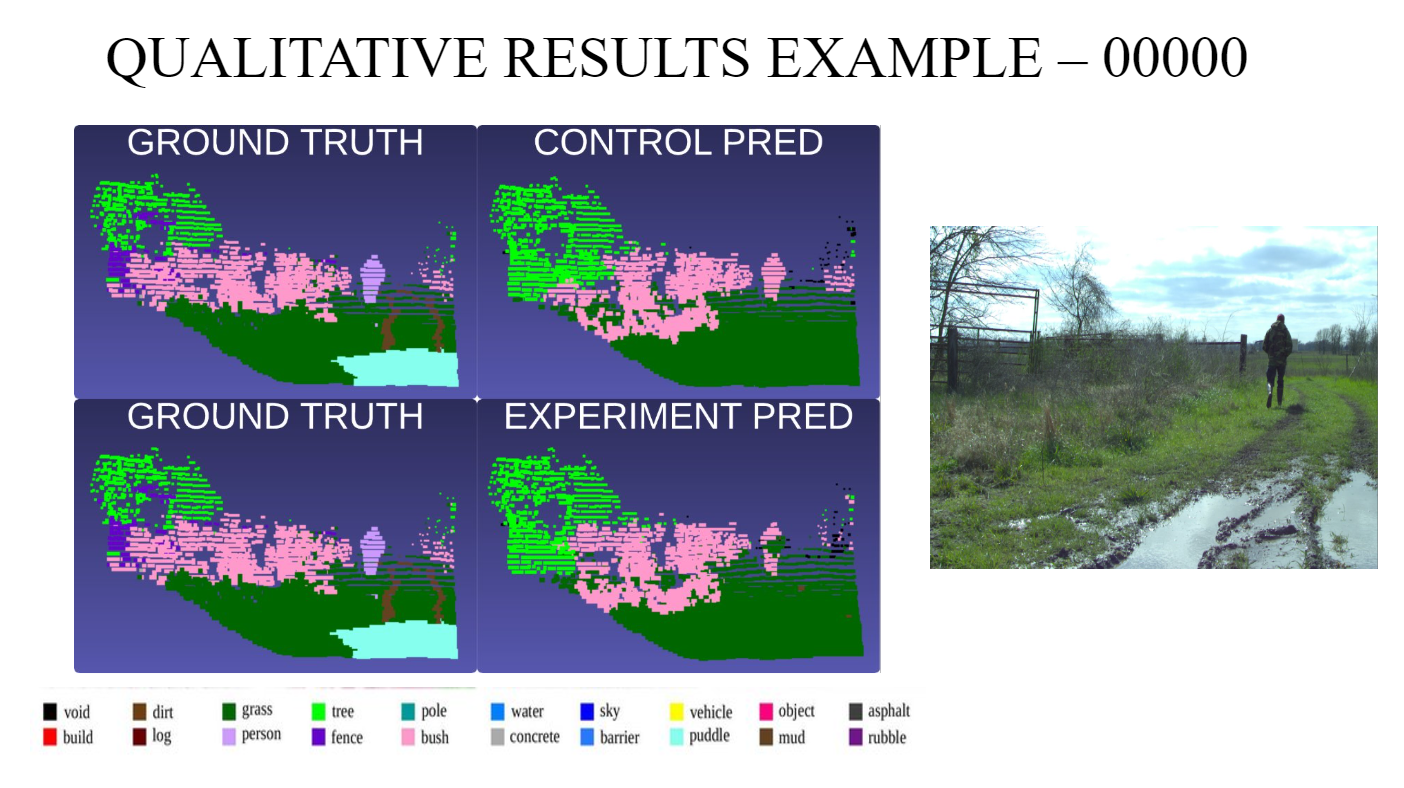 QUALITATIVE RESULTS EXAMPLE – 00000
GROUND TRUTH
CONTROL PRED
GROUND TRUTH
EXPERIMENT PRED
void dirt grass tree pole water sky vehicle object asphalt
build log person fence bush concrete barrier puddle mud rubble